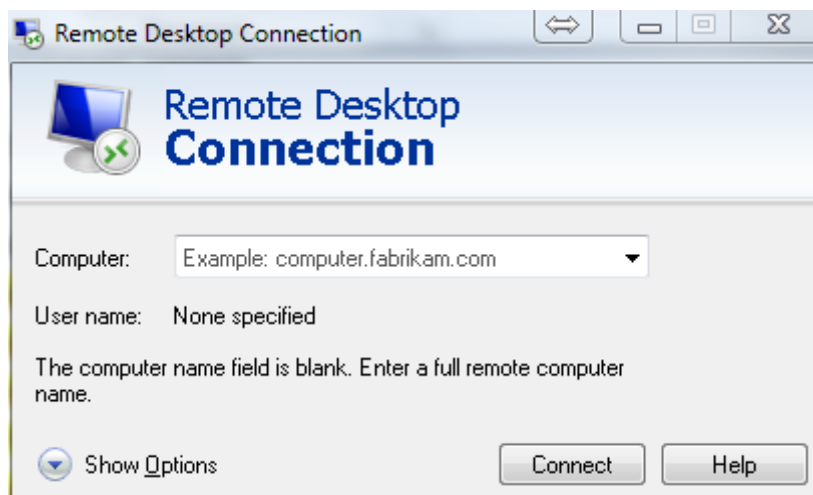 Remote Desktop Connection
Remote Desktop
Connection
Computer: Example: computer.fabrikam.com
User name: None specified
The computer name field is blank. Enter a full remote computer
name.
Show Options Connect Help